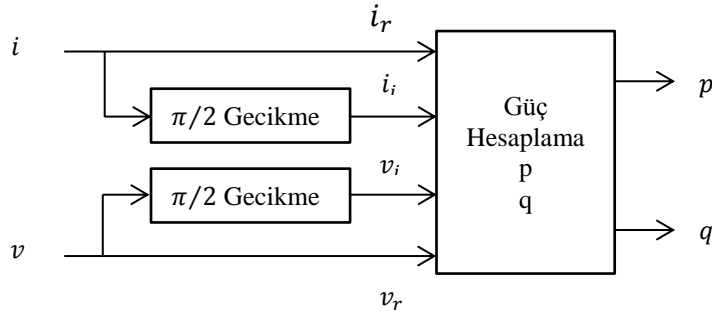 i
i_r
π/2 Gecikme
i_i
π/2 Gecikme
v_i
v
v_r
Güç
Hesaplama
p
q
p
q